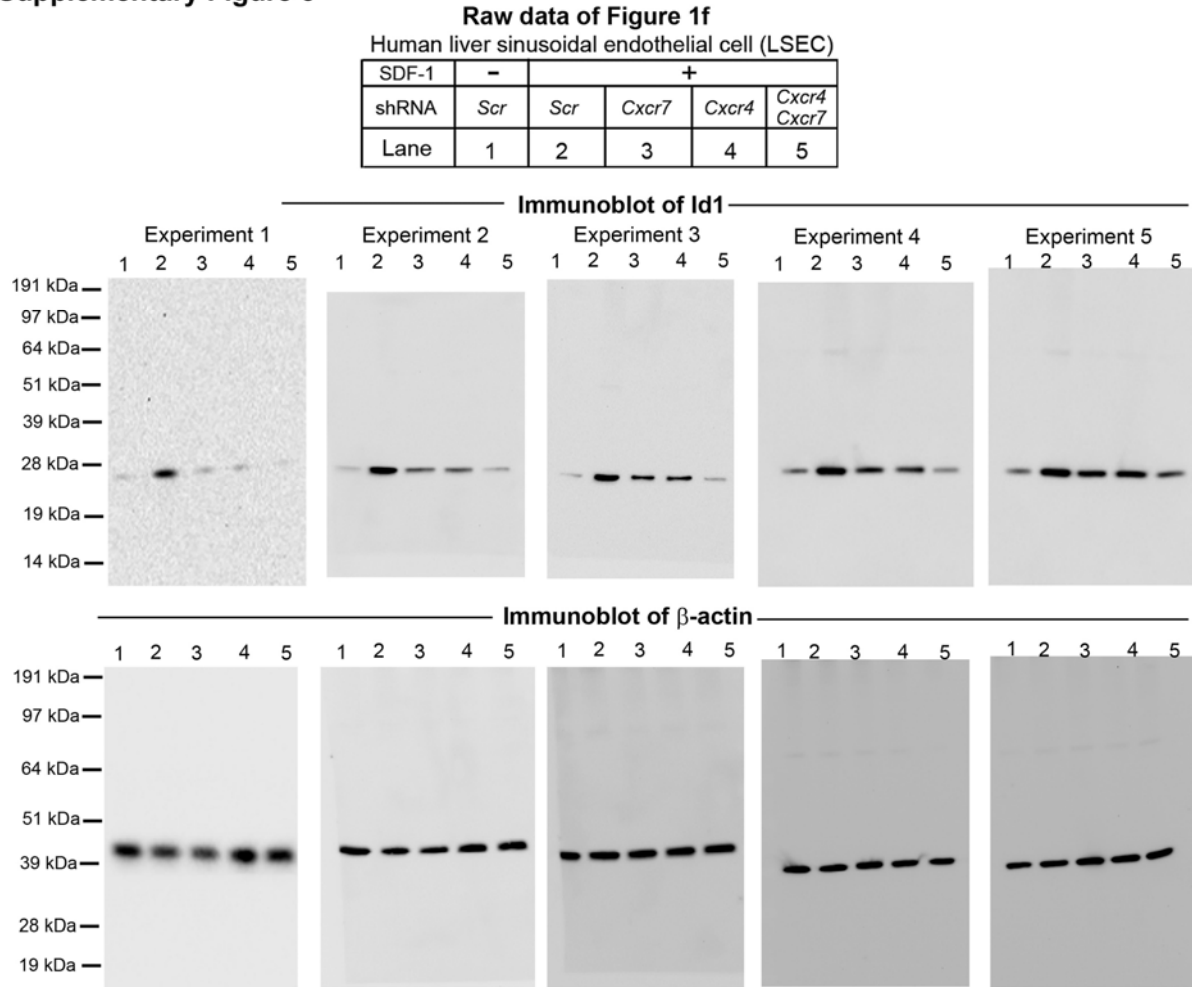 Supplementary Figure
Raw data of Figure 1f
Human liver sinusoidal endothelial cell (LSEC)
SDF-1 − +
shRNA Scr Scr Cxcr7 Cxcr4 Cxcr4 Cxcr7
Lane 1 2 3 4 5
Immunoblot of Id1
Experiment 1 Experiment 2 Experiment 3 Experiment 4 Experiment 5
1 2 3 4 5 1 2 3 4 5 1 2 3 4 5 1 2 3 4 5 1 2 3 4 5
191 kDa
97 kDa
64 kDa
51 kDa
39 kDa
28 kDa
19 kDa
14 kDa
Immunoblot of β-actin
1 2 3 4 5 1 2 3 4 5 1 2 3 4 5 1 2 3 4 5 1 2 3 4 5
191 kDa
97 kDa
64 kDa
51 kDa
39 kDa
28 kDa
19 kDa